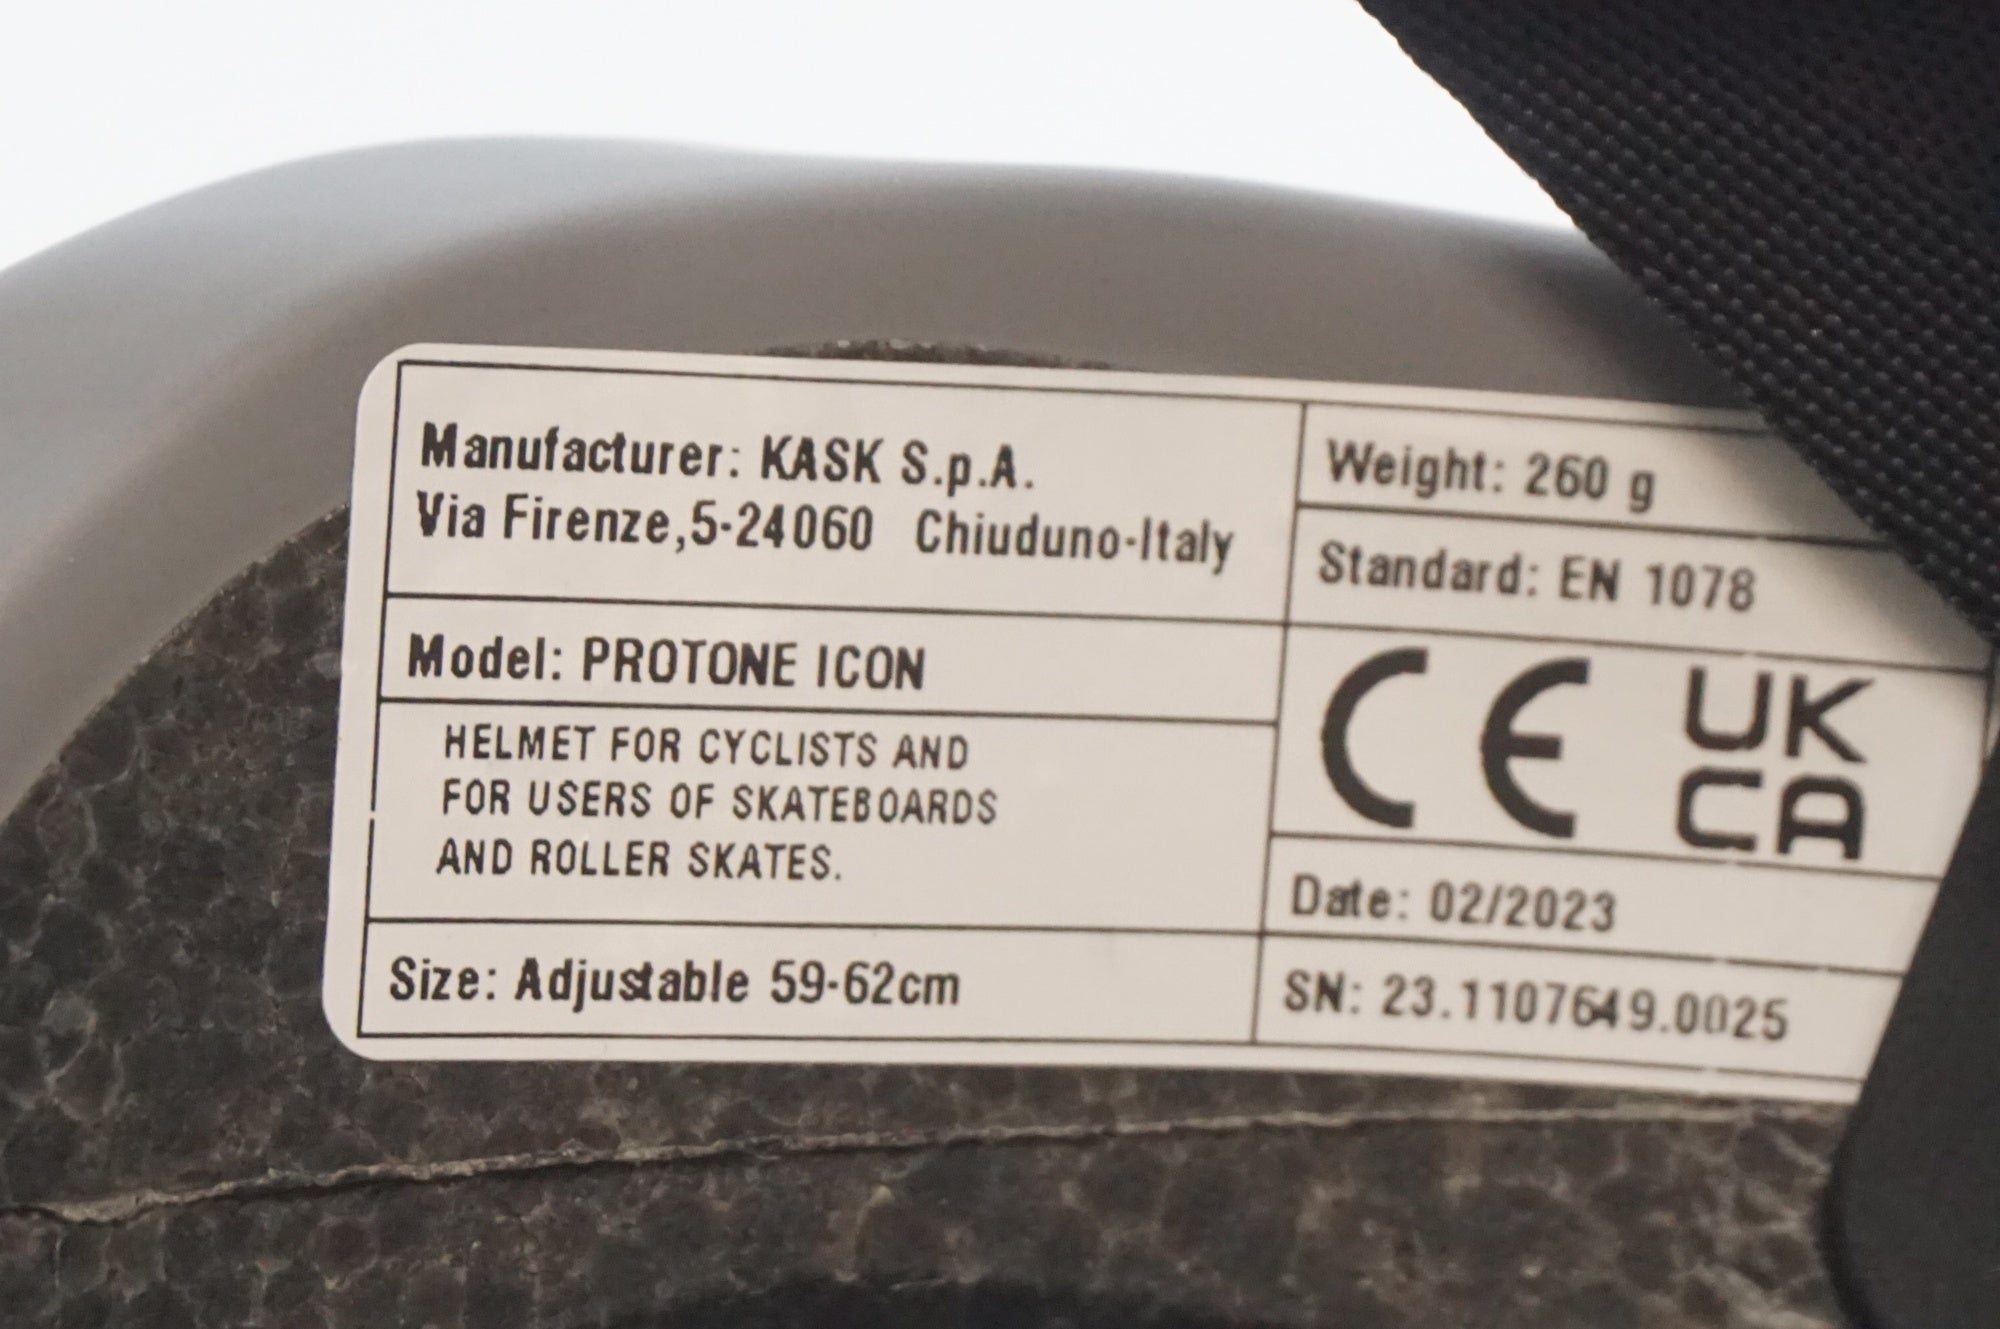 Manufacturer: KASK S.p.A.
Via Firenze,5-24060 Chiuduno-Italy
Model: PROTONE ICON
HELMET FOR CYCLISTS AND
FOR USERS OF SKATEBOARDS
AND ROLLER SKATES.
Size: Adjustable 59-62cm
Weight: 260 g
Standard: EN 1078
CE UK
CA
Date: 02/2023
SN: 23.1107649.0025